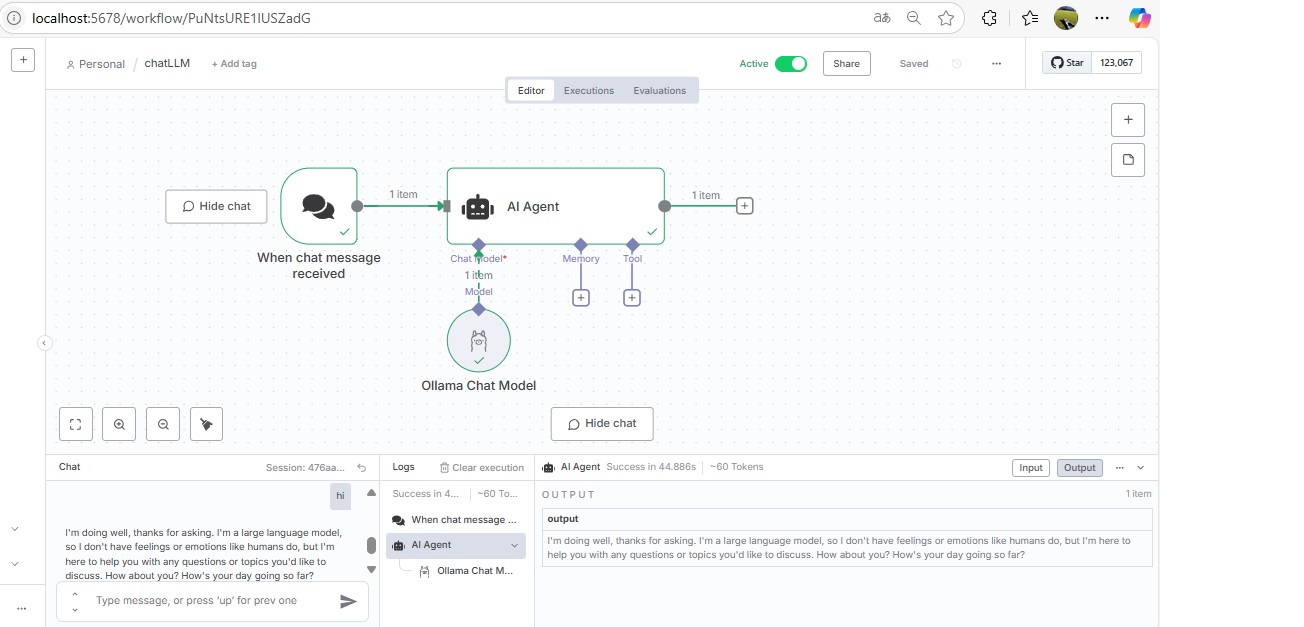 localhost:5678/workflow/PuNtsURE1IUSZadG
Personal / chatLLM + Add tag
Active Share Saved ... Star 123,067
Editor Executions Evaluations
1 item 1 item
Hide chat AI Agent
When chat message
received
Chat Model* Memory Tool
1 item
Model
Ollama Chat Model
Hide chat
Chat Session: 476aa...
hi
I'm doing well, thanks for asking. I'm a large language model,
so I don't have feelings or emotions like humans do, but I'm
here to help you with any questions or topics you'd like to
discuss. How about you? How's your day going so far?
Type message, or press 'up' for prev one
Logs Clear execution
Success in 4... ~60 To...
When chat message ...
AI Agent
Ollama Chat M...
AI Agent Success in 44.886s ~60 Tokens Input Output
OUTPUT 1 item
output
I'm doing well, thanks for asking. I'm a large language model, so I don't have feelings or emotions like humans do, but I'm here to
help you with any questions or topics you'd like to discuss. How about you? How's your day going so far?